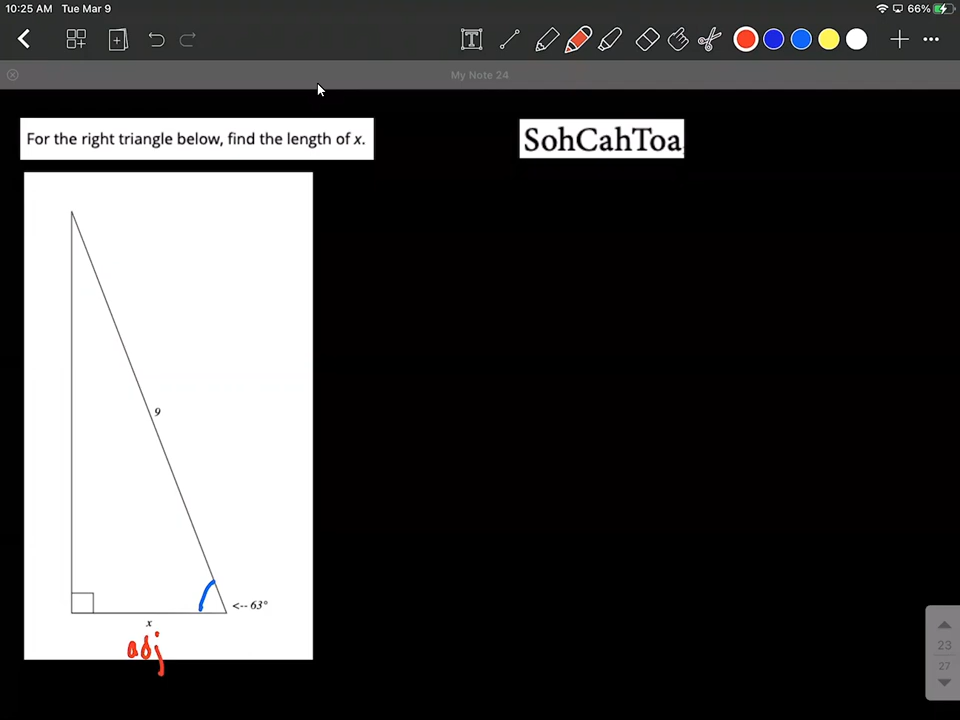 10:25 AM Tue Mar 9
66%
My Note 24
For the right triangle below, find the length of x.
SohCahToa
9
<-- 63°
x
adj
23
27